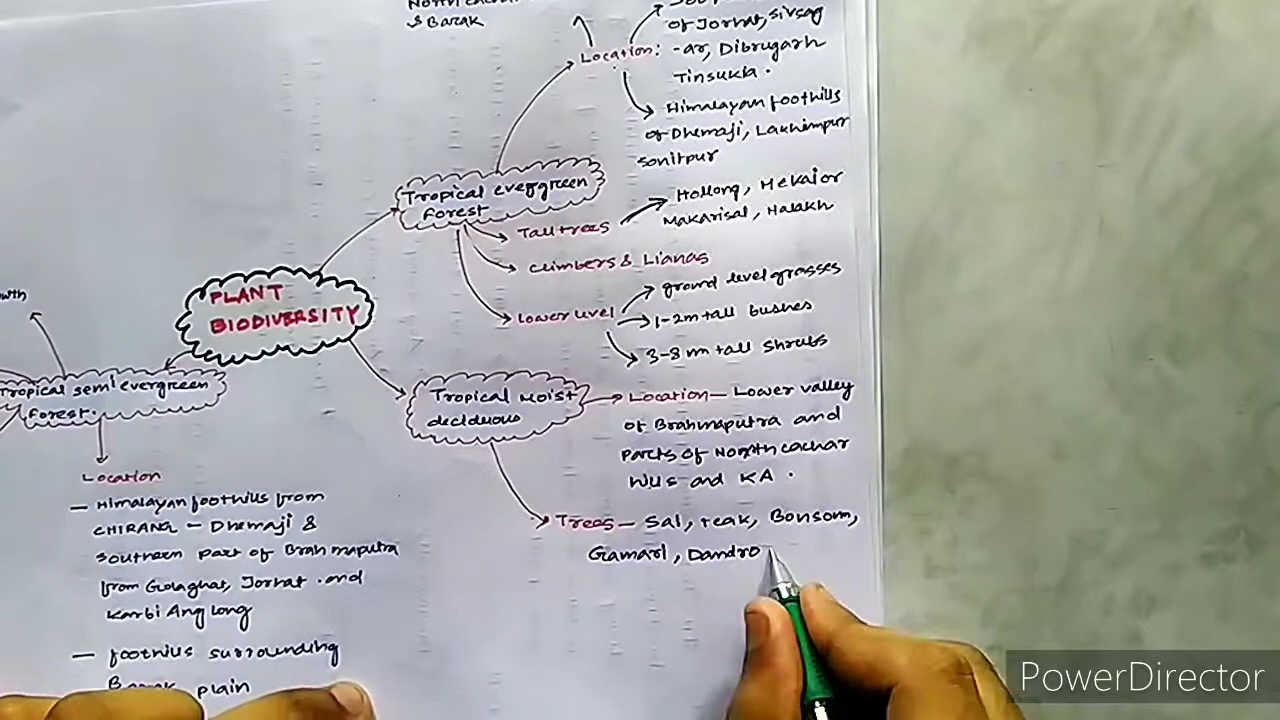 & Barak
Location:
of Jorhat, Sivsag
-ar, Dibrugarh
Tinsukia.
Himalayan foothills
of Dhemaji, Lakhimpur
sonitpur
Tropical evergreen
Forest
Tall trees
Hollong, Mekaior
Makarisal, Halakh
climbers & Lianas
Lower level
ground level grasses
1-2m tall bushes
3-8m tall shrubs
PLANT
BIODIVERSITY
Tropical semi evergreen
forest.
Location
- Himalayan foothills from
CHIRANG - Dhemaji &
southern part of Brahmaputra
from Golaghat, Jorhat and
Karbi Anglong
- foothills surrounding
Barak plain
Tropical Moist
deciduous
Location - Lower valley
of Brahmaputra and
parts of North cachar
Hills and KA.
Trees - Sal, teak, Bonsom,
Gamarl, Dandro
PowerDirector